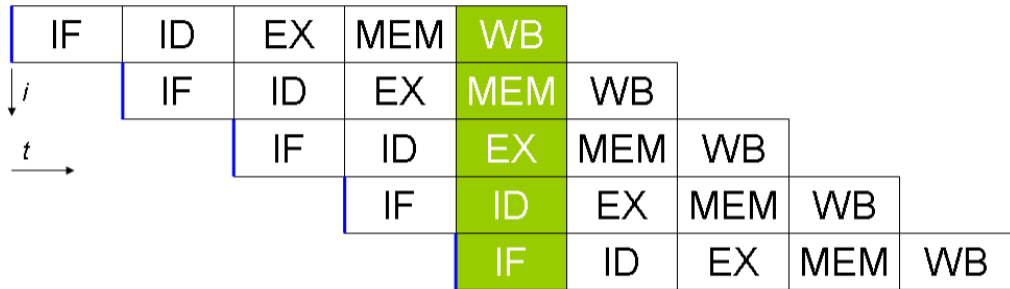 IF ID EX MEM WB
i IF ID EX MEM WB
t IF ID EX MEM WB
IF ID EX MEM WB
IF ID EX MEM WB